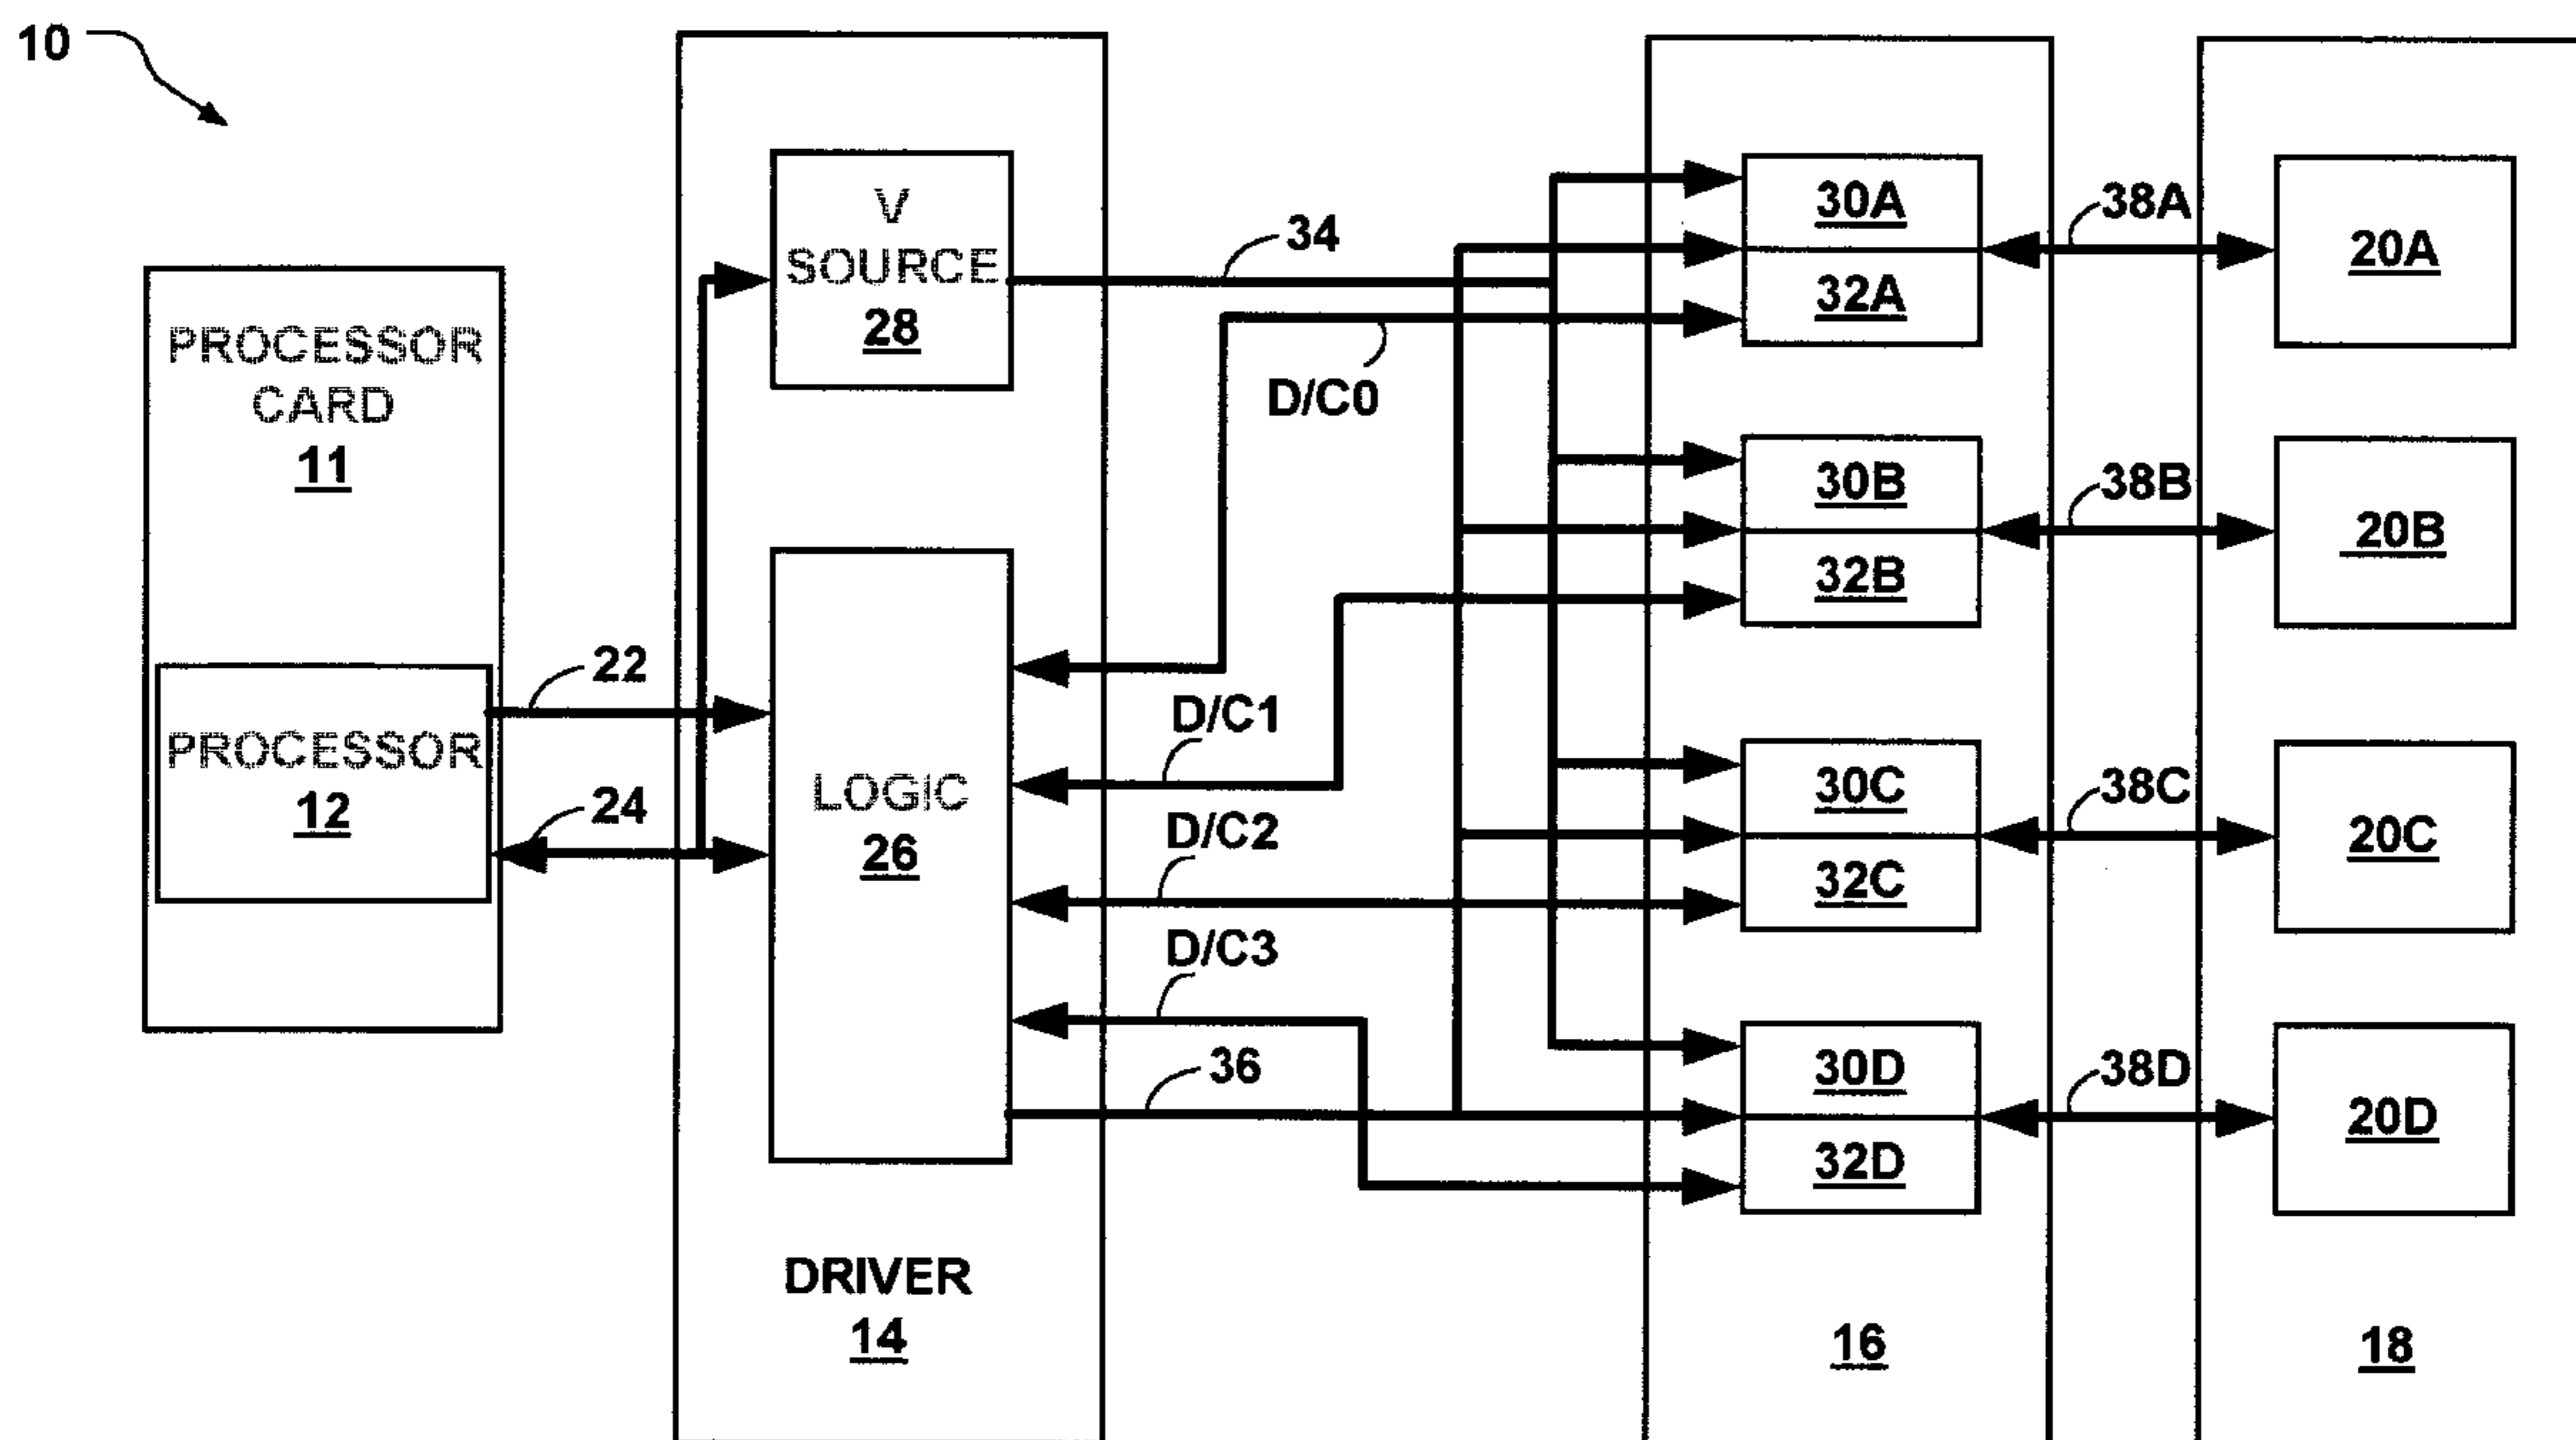 10
PROCESSOR
CARD
11
PROCESSOR
12
22
24
V
SOURCE
28
LOGIC
26
DRIVER
14
34
D/C0
D/C1
D/C2
D/C3
36
30A
32A
30B
32B
30C
32C
30D
32D
16
38A
38B
38C
38D
20A
20B
20C
20D
18